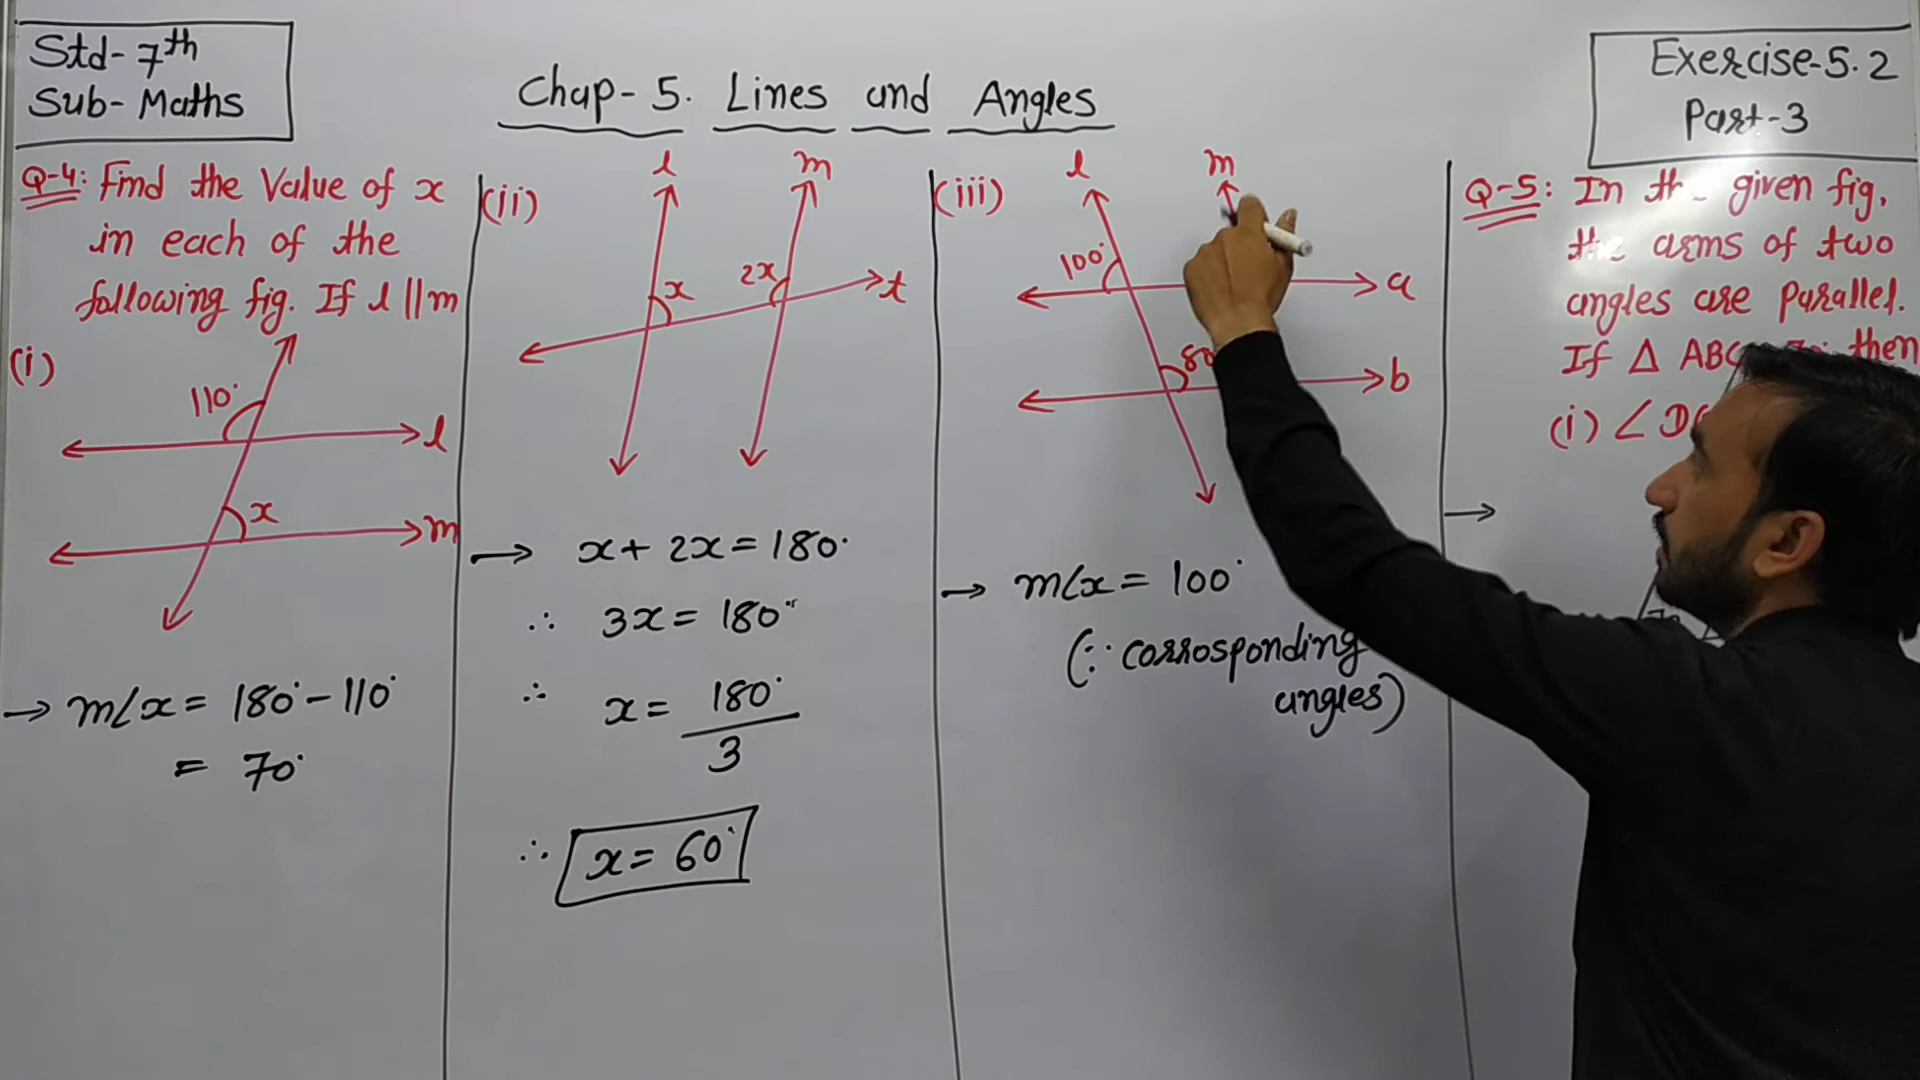 Std- 7th
Sub- Maths
Chap- 5. Lines and Angles
Exercise-5.2
Part-3
Q-4: Find the Value of x
in each of the
following fig. If l || m
(i)
110°
l
x
m
→ m∠x = 180° - 110°
= 70°
(ii)
l
m
x
2x
t
→ x + 2x = 180°
∴ 3x = 180°
∴ x = 180°
3
∴ x = 60°
(iii)
l
m
100°
a
80
b
→ m∠x = 100°
(∵ corrosponding
angles)
Q-5: In given fig.
the arms of two
angles are Parallel.
If Δ ABC then
(i) ∠D
→